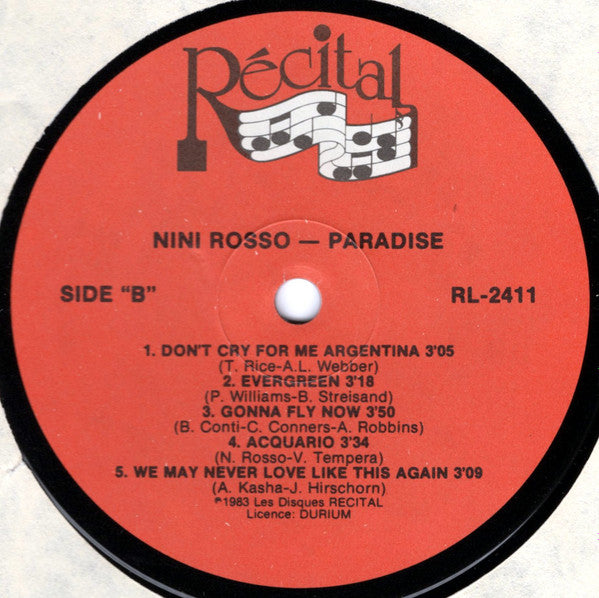 Récital
NINI ROSSO — PARADISE
SIDE "B"
RL-2411
1. DON'T CRY FOR ME ARGENTINA 3'05
(T. Rice-A.L. Webber)
2. EVERGREEN 3'18
(P. Williams-B. Streisand)
3. GONNA FLY NOW 3'50
(B. Conti-C. Conners-A. Robbins)
4. ACQUARIO 3'34
(N. Rosso-V. Tempera)
5. WE MAY NEVER LOVE LIKE THIS AGAIN 3'09
(A. Kasha-J. Hirschorn)
℗1983 Les Disques RECITAL
Licence: DURIUM